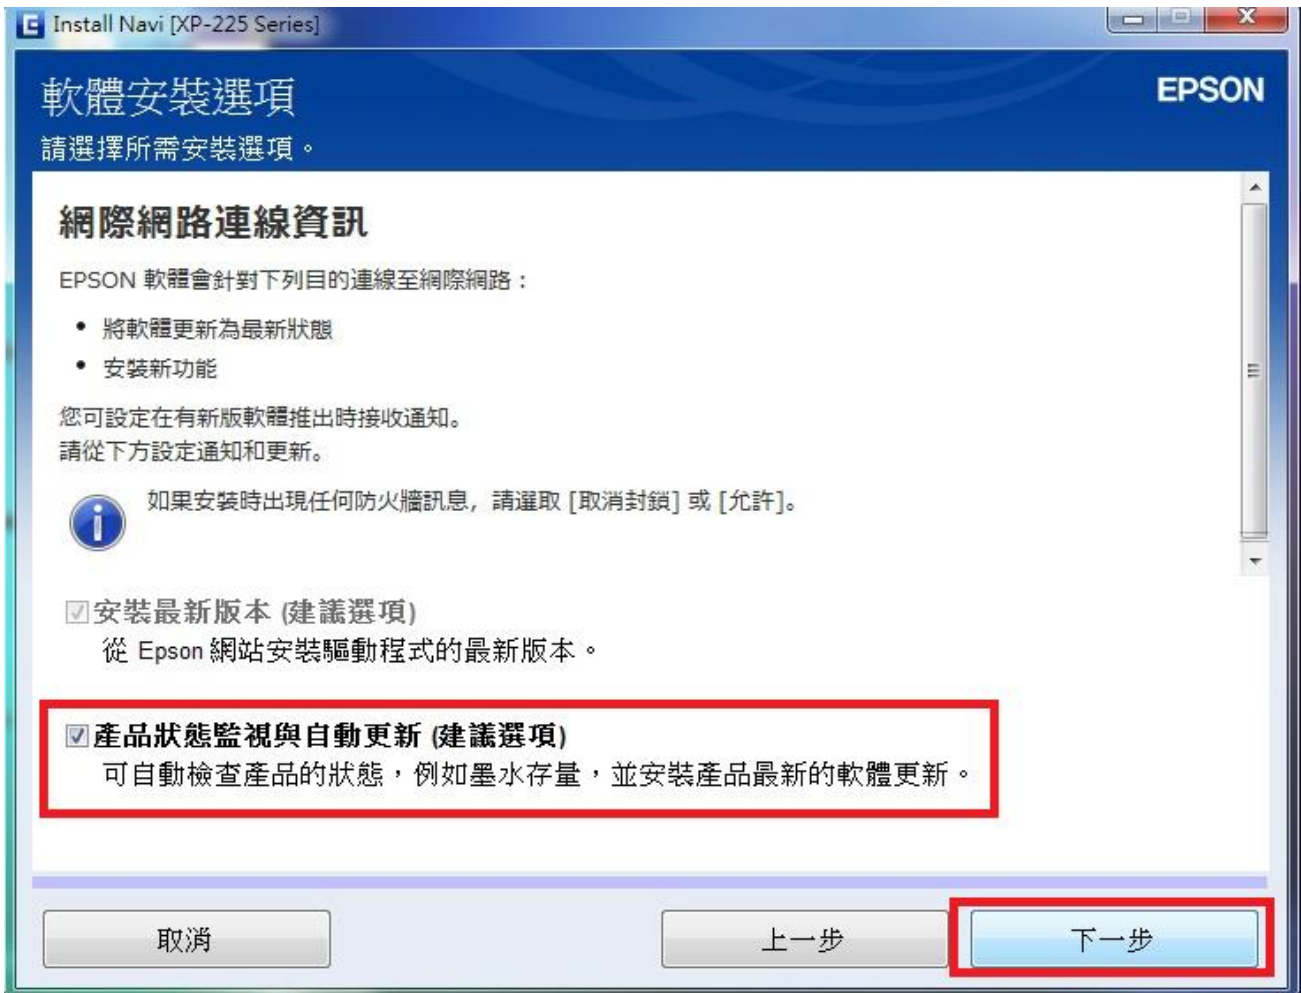 Install Navi [XP-225 Series]
軟體安裝選項
EPSON
請選擇所需安裝選項。
網際網路連線資訊
EPSON 軟體會針對下列目的連線至網際網路：
• 將軟體更新為最新狀態
• 安裝新功能
您可設定在有新版軟體推出時接收通知。
請從下方設定通知和更新。
如果安裝時出現任何防火牆訊息, 請選取 [取消封鎖] 或 [允許]。
安裝最新版本 (建議選項)
從 Epson 網站安裝驅動程式的最新版本。
產品狀態監視與自動更新 (建議選項)
可自動檢查產品的狀態，例如墨水存量，並安裝產品最新的軟體更新。
取消
上一步
下一步